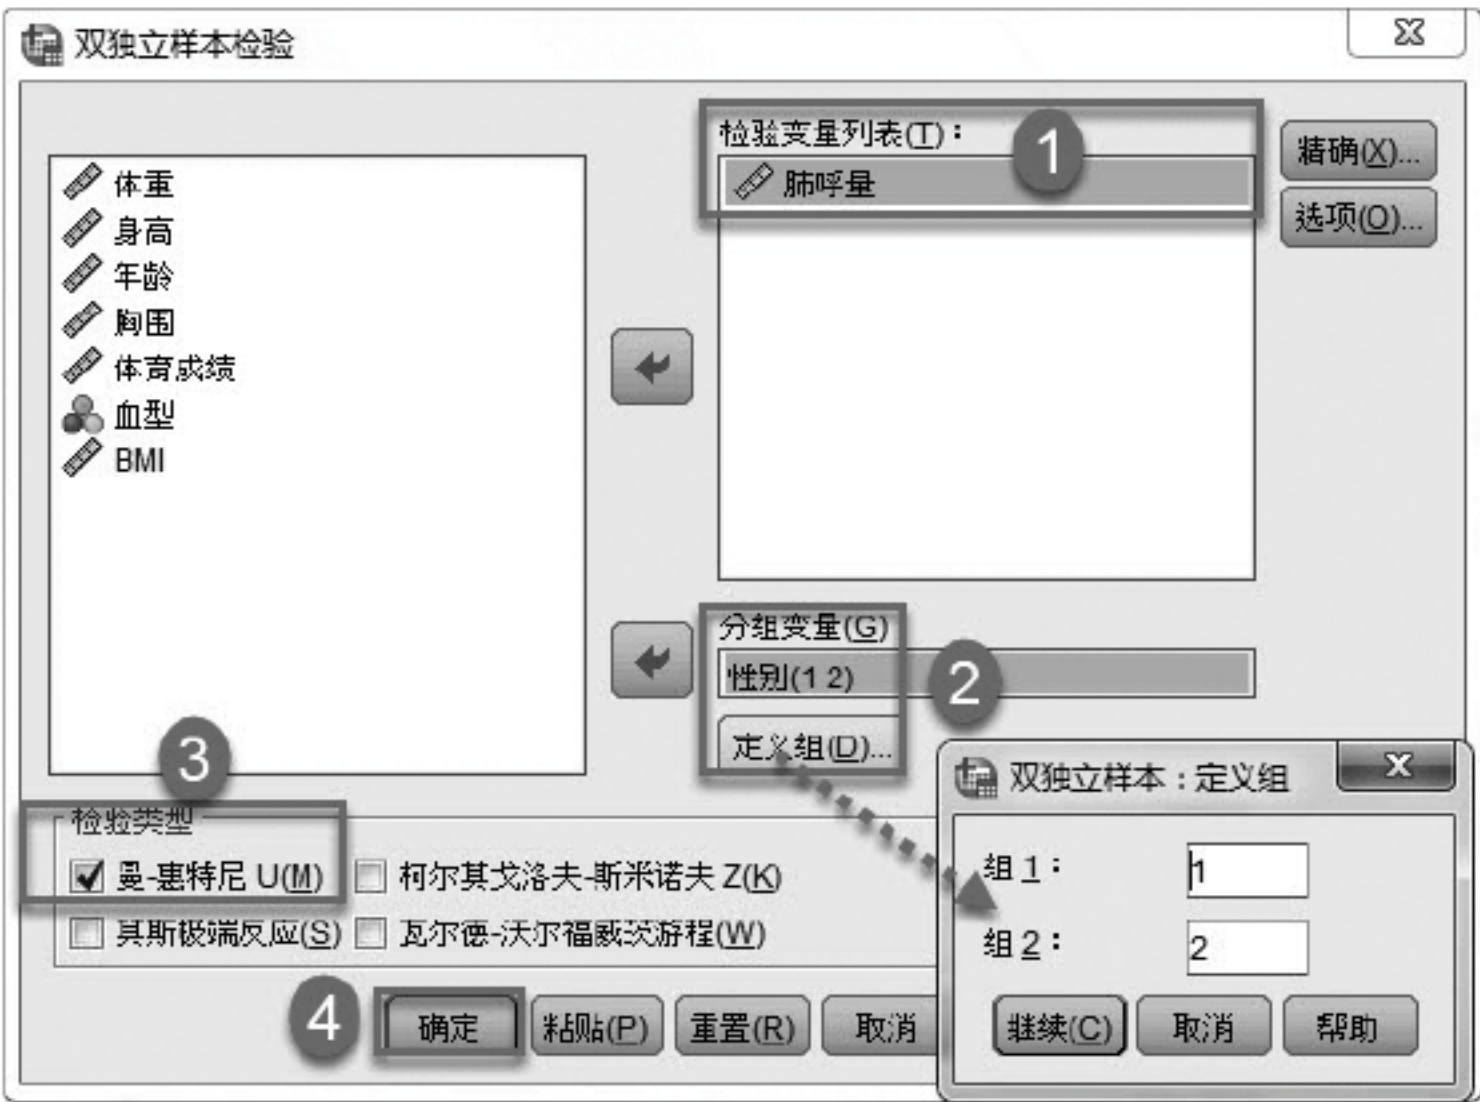 双独立样本检验
检验变量列表(T)：
1
精确(X)...
肺呼量
选项(O)...
体重
身高
年龄
胸围
体育成绩
血型
BMI
分组变量(G)
性别(1 2)
2
定义组(D)...
3
检验类型
曼-惠特尼 U(M)
柯尔莫戈洛夫-斯米诺夫 Z(K)
莫斯极端反应(S)
瓦尔德-沃尔福威茨游程(W)
4
确定
粘贴(P)
重置(R)
取消
双独立样本：定义组
组 1：
1
组 2：
2
继续(C)
取消
帮助